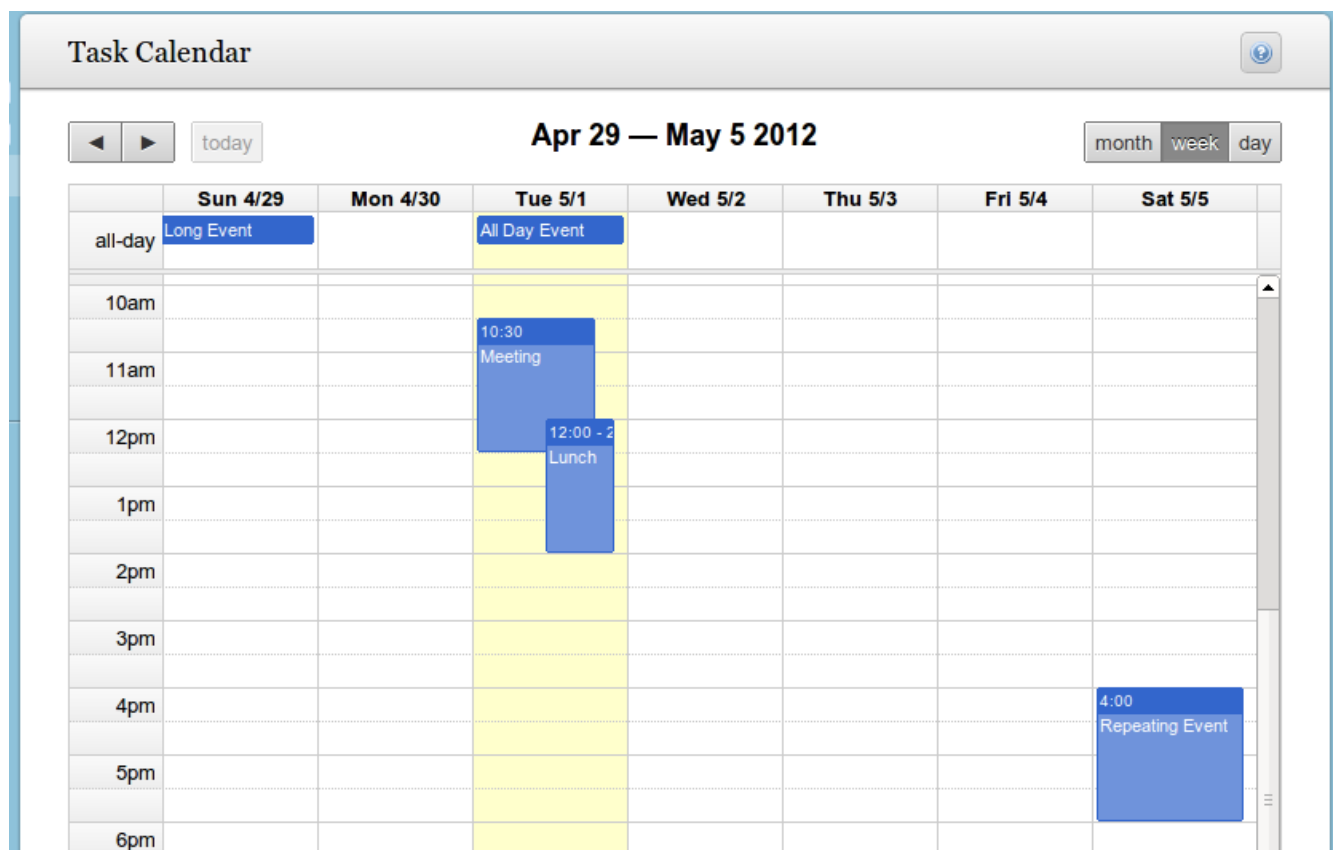 Task Calendar
today
Apr 29 — May 5 2012
month week day
Sun 4/29 Mon 4/30 Tue 5/1 Wed 5/2 Thu 5/3 Fri 5/4 Sat 5/5
all-day Long Event All Day Event
10am
10:30
Meeting
11am
12pm
12:00 - 2
Lunch
1pm
2pm
3pm
4pm
4:00
Repeating Event
5pm
6pm